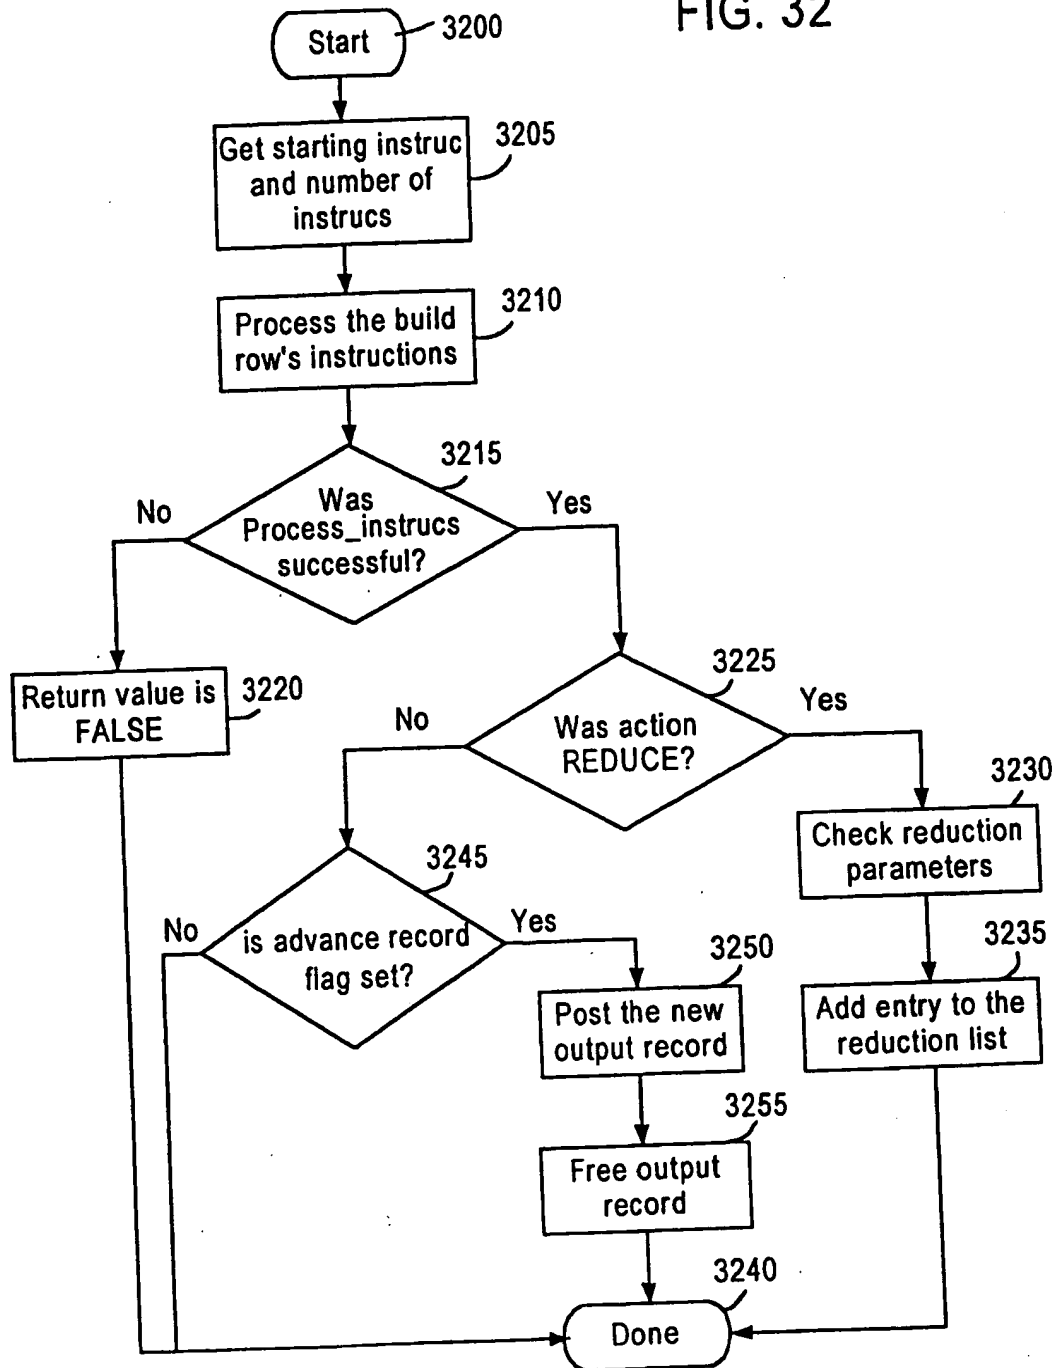 FIG. 32
Start
3200
Get starting instruc
and number of
instrucs
3205
Process the build
row's instructions
3210
Was
Process_instrucs
successful?
3215
No
Yes
Return value is
FALSE
3220
Was action
REDUCE?
3225
No
Yes
Check reduction
parameters
3230
Add entry to the
reduction list
3235
is advance record
flag set?
3245
No
Yes
Post the new
output record
3250
Free output
record
3255
Done
3240